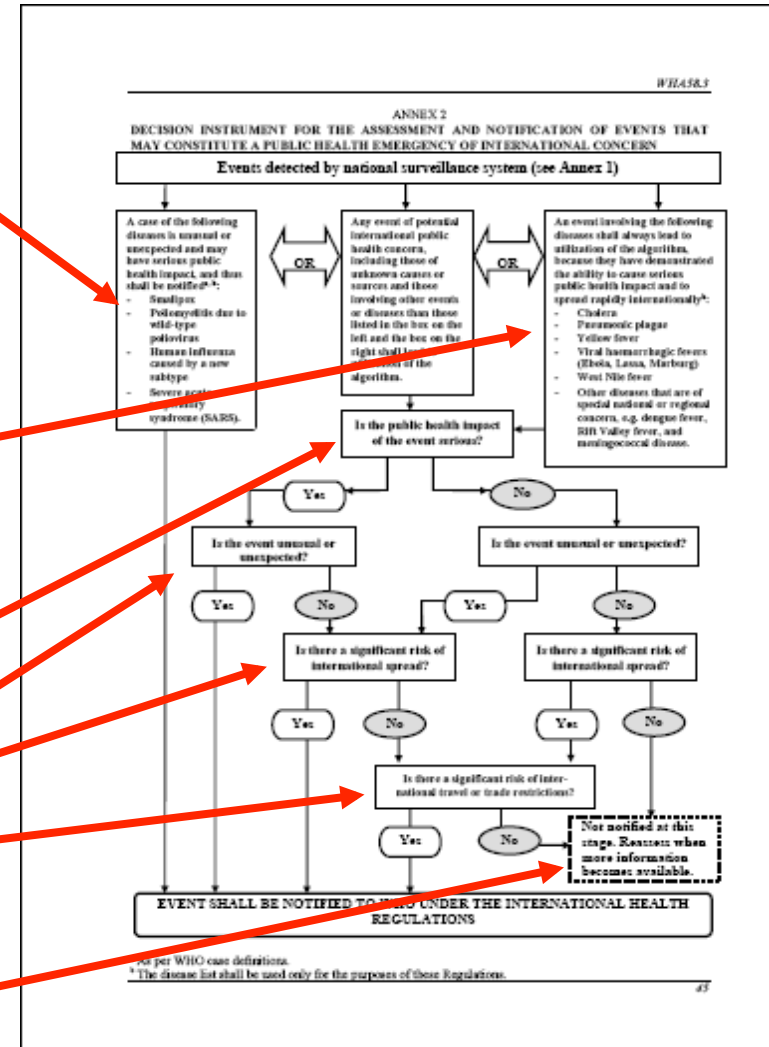 WHA58.3
ANNEX 2
DECISION INSTRUMENT FOR THE ASSESSMENT AND NOTIFICATION OF EVENTS THAT
MAY CONSTITUTE A PUBLIC HEALTH EMERGENCY OF INTERNATIONAL CONCERN
Events detected by national surveillance system (see Annex 1)
A case of the following
diseases is unusual or
unexpected and may
have serious public
health impact, and thus
shall be notifiedᵃ,ᵇ:
- Smallpox
- Poliomyelitis due to
wild-type
poliovirus
- Human influenza
caused by a new
subtype
- Severe acute
syndrome (SARS).
OR
Any event of potential
international public
health concern,
including those of
unknown causes or
sources and those
involving other events
or diseases than those
listed in the box on the
left and the box on the
right shall
of the
algorithm.
OR
An event involving the following
diseases shall always lead to
utilization of the algorithm,
because they have demonstrated
the ability to cause serious
public health impact and to
spread rapidly internationallyᵇ:
- Cholera
- Pneumonic plague
- Yellow fever
- Viral haemorrhagic fevers
(Ebola, Lassa, Marburg)
- West Nile fever
- Other diseases that are of
special national or regional
concern, e.g. dengue fever,
Rift Valley fever, and
meningococcal disease.
Is the public health impact
of the event serious?
Yes
No
Is the event unusual or
unexpected?
Is the event unusual or unexpected?
Yes
No
Yes
No
Is there a significant risk of
international spread?
Is there a significant risk of
international spread?
Yes
No
Yes
No
Is there a significant risk of inter-
national travel or trade restrictions?
Yes
No
Not notified at this
stage. Reassess when
more information
becomes available.
EVENT SHALL BE NOTIFIED TO WHO UNDER THE INTERNATIONAL HEALTH
REGULATIONS
As per WHO case definitions.
ᵇ The disease list shall be used only for the purposes of these Regulations.
45